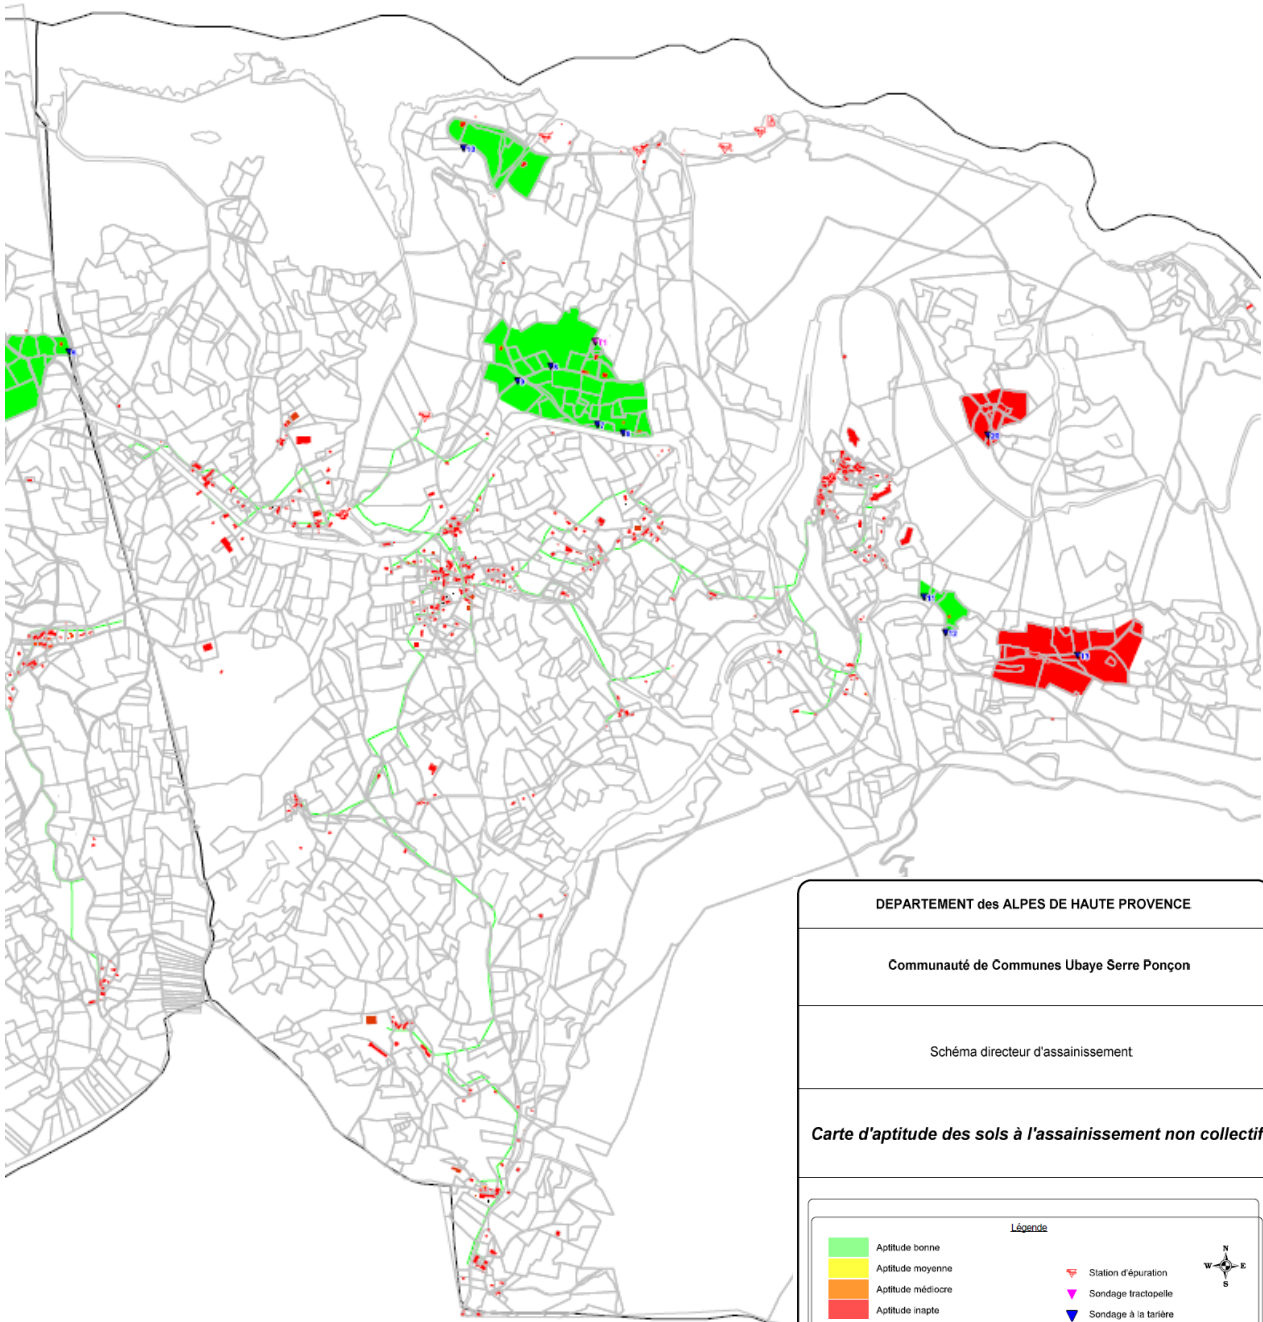 DEPARTEMENT des ALPES DE HAUTE PROVENCE
Communauté de Communes Ubaye Serre Ponçon
Schéma directeur d'assainissement
Carte d'aptitude des sols à l'assainissement non collectif
Légende
Aptitude bonne
Aptitude moyenne
Aptitude médiocre
Aptitude inapte
Station d'épuration
Sondage tractopelle
Sondage à la tarière
N
W E
S